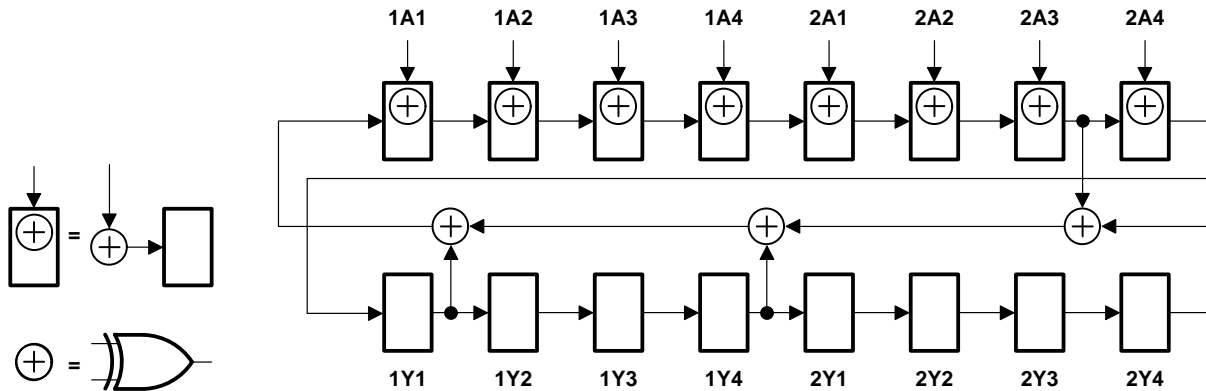 1A1 1A2 1A3 1A4 2A1 2A2 2A3 2A4
=
=
1Y1 1Y2 1Y3 1Y4 2Y1 2Y2 2Y3 2Y4